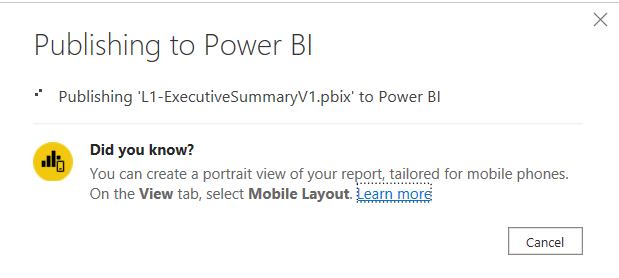 Publishing to Power BI
Publishing 'L1-ExecutiveSummaryV1.pbix' to Power BI
Did you know?
You can create a portrait view of your report, tailored for mobile phones.
On the View tab, select Mobile Layout. Learn more
Cancel